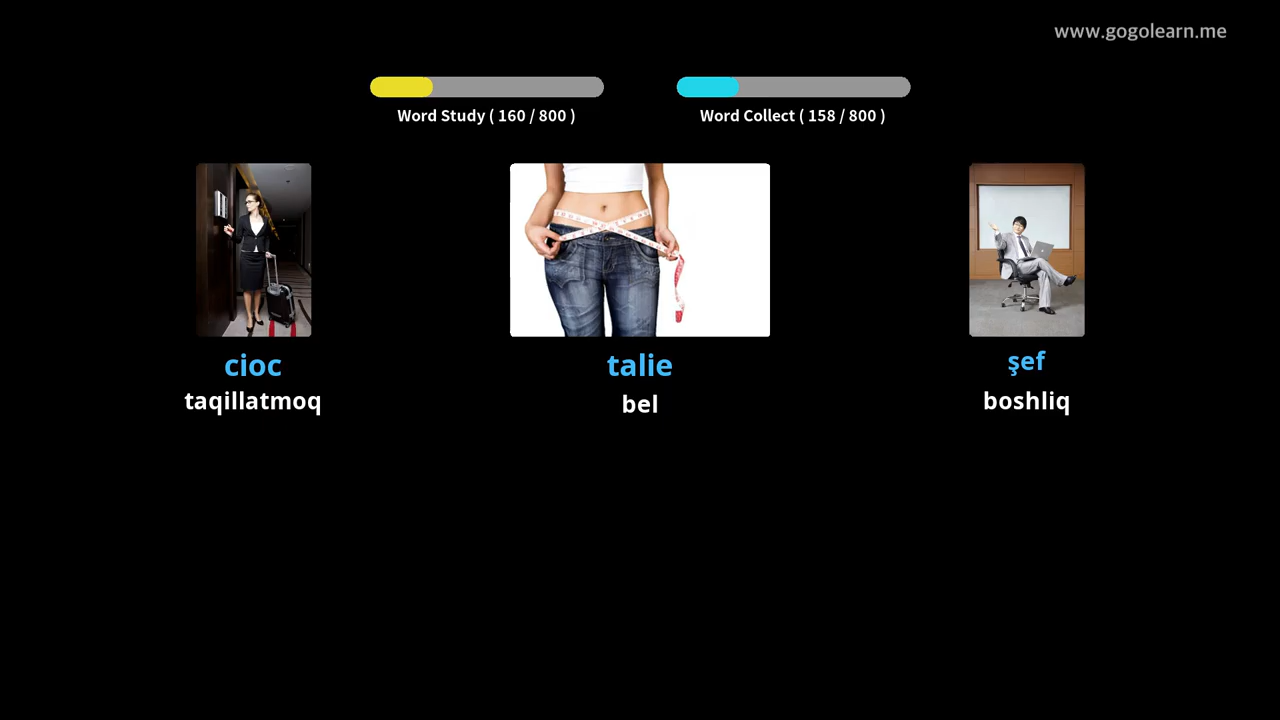 www.gogolearn.me
Word Study ( 160 / 800 )
Word Collect ( 158 / 800 )
cioc
taqillatmoq
talie
bel
şef
boshliq